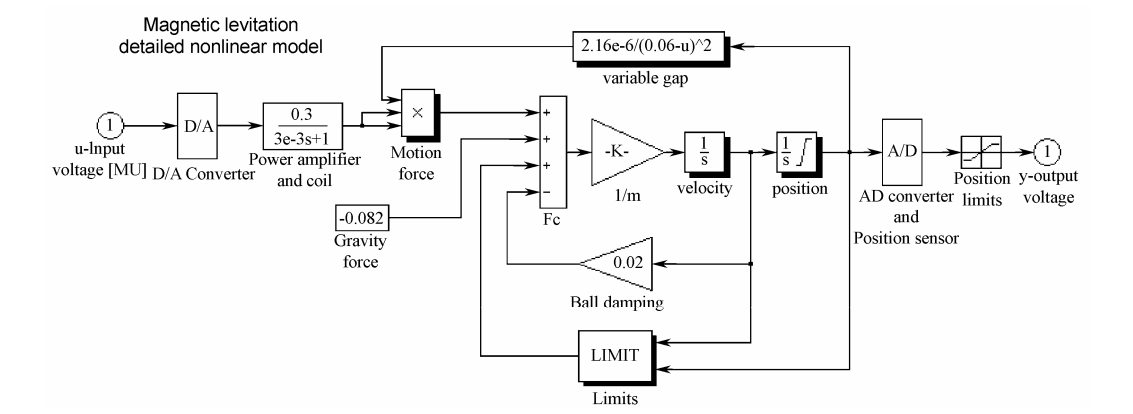 Magnetic levitation
detailed nonlinear model
2.16e-6/(0.06-u)^2
variable gap
1
u-Input
voltage [MU]
D/A
D/A Converter
0.3
3e-3s+1
Power amplifier
and coil
×
Motion
force
-0.082
Gravity
force
+
+
+
−
Fc
-K-
1/m
1
s
velocity
1
s
position
0.02
Ball damping
LIMIT
Limits
A/D
AD converter
and
Position sensor
Position
limits
1
y-output
voltage